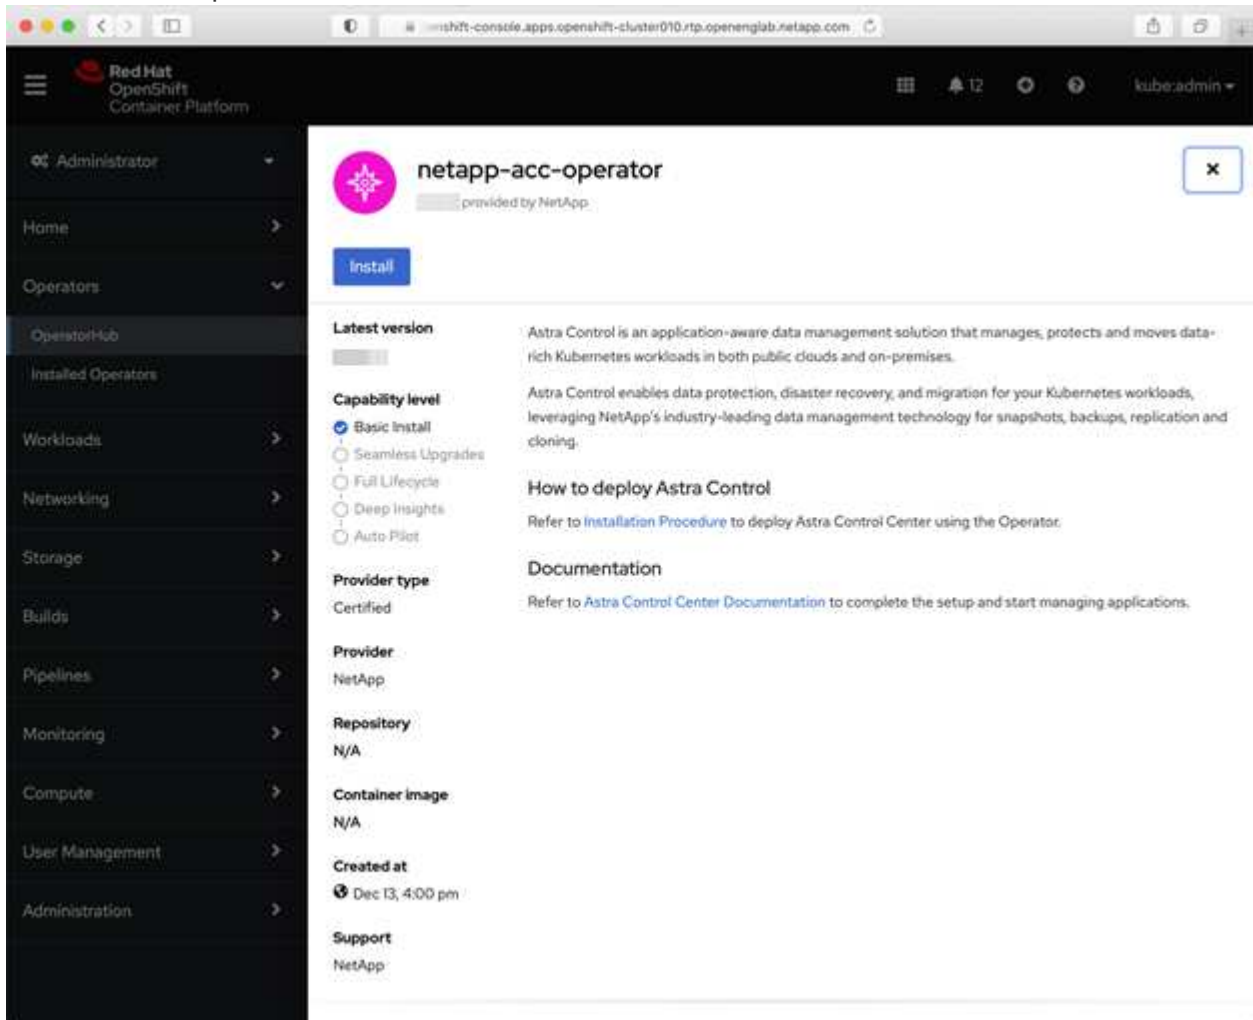 nshift-console.apps.openshift-cluster010.rtp.openenglab.netapp.com
Red Hat
OpenShift
Container Platform
12
kube:admin
Administrator
Home
Operators
OperatorHub
Installed Operators
Workloads
Networking
Storage
Builds
Pipelines
Monitoring
Compute
User Management
Administration
netapp-acc-operator
provided by NetApp
Install
Latest version
Capability level
Basic Install
Seamless Upgrades
Full Lifecycle
Deep Insights
Auto Pilot
Provider type
Certified
Provider
NetApp
Repository
N/A
Container image
N/A
Created at
Dec 13, 4:00 pm
Support
NetApp
Astra Control is an application-aware data management solution that manages, protects and moves data-
rich Kubernetes workloads in both public clouds and on-premises.
Astra Control enables data protection, disaster recovery, and migration for your Kubernetes workloads,
leveraging NetApp's industry-leading data management technology for snapshots, backups, replication and
cloning.
How to deploy Astra Control
Refer to Installation Procedure to deploy Astra Control Center using the Operator.
Documentation
Refer to Astra Control Center Documentation to complete the setup and start managing applications.